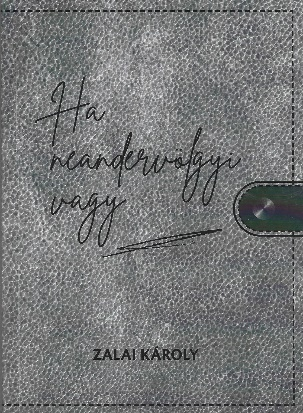 Ha
neandervölgyi
vagy
ZALAI KÁROLY